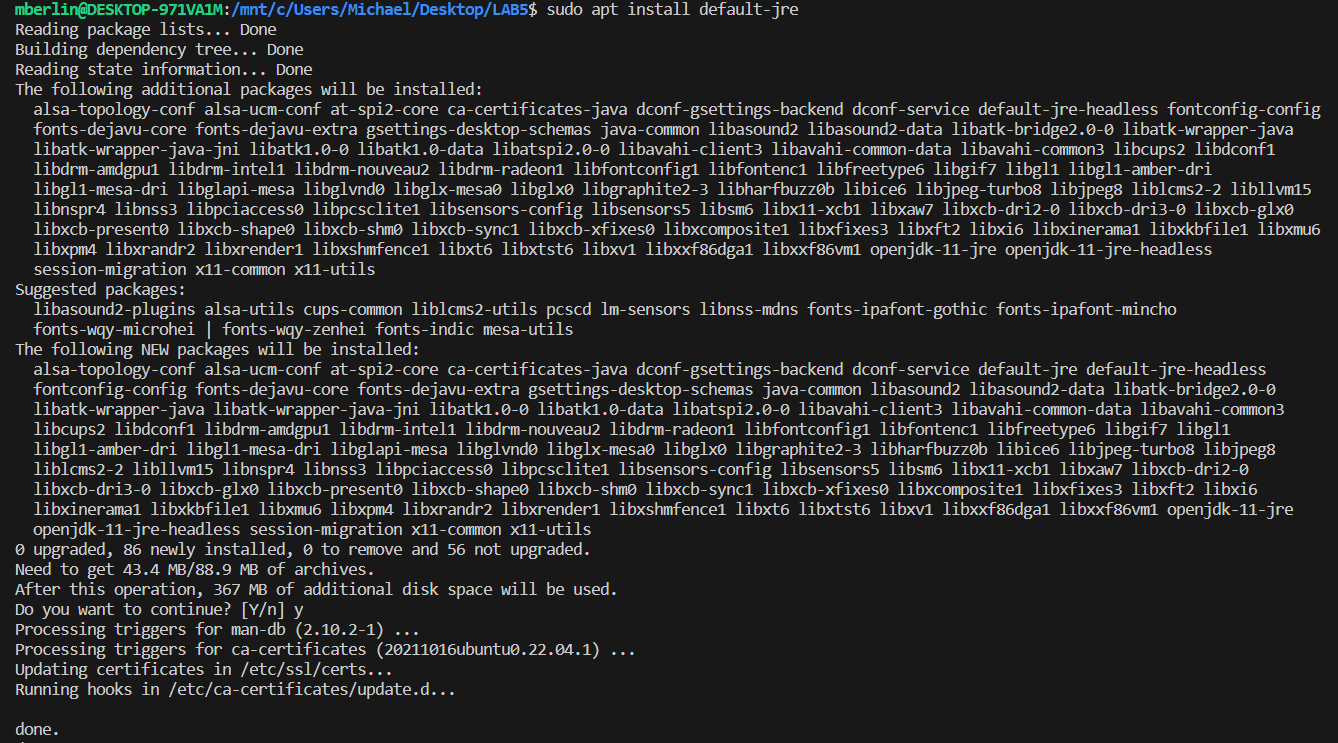 mberlin@DESKTOP-971VA1M:/mnt/c/Users/Michael/Desktop/LAB5$ sudo apt install default-jre
Reading package lists... Done
Building dependency tree... Done
Reading state information... Done
The following additional packages will be installed:
  alsa-topology-conf alsa-ucm-conf at-spi2-core ca-certificates-java dconf-gsettings-backend dconf-service default-jre-headless fontconfig-config
  fonts-dejavu-core fonts-dejavu-extra gsettings-desktop-schemas java-common libasound2 libasound2-data libatk-bridge2.0-0 libatk-wrapper-java
  libatk-wrapper-java-jni libatk1.0-0 libatk1.0-data libatspi2.0-0 libavahi-client3 libavahi-common-data libavahi-common3 libcups2 libdconf1
  libdrm-amdgpu1 libdrm-intel1 libdrm-nouveau2 libdrm-radeon1 libfontconfig1 libfontenc1 libfreetype6 libgif7 libgl1 libgl1-amber-dri
  libgl1-mesa-dri libglapi-mesa libglvnd0 libglx-mesa0 libglx0 libgraphite2-3 libharfbuzz0b libice6 libjpeg-turbo8 libjpeg8 liblcms2-2 libllvm15
  libnspr4 libnss3 libpciaccess0 libpcsclite1 libsensors-config libsensors5 libsm6 libx11-xcb1 libxaw7 libxcb-dri2-0 libxcb-dri3-0 libxcb-glx0
  libxcb-present0 libxcb-shape0 libxcb-shm0 libxcb-sync1 libxcb-xfixes0 libxcomposite1 libxfixes3 libxft2 libxi6 libxinerama1 libxkbfile1 libxmu6
  libxpm4 libxrandr2 libxrender1 libxshmfence1 libxt6 libxtst6 libxv1 libxxf86dga1 libxxf86vm1 openjdk-11-jre openjdk-11-jre-headless
  session-migration x11-common x11-utils
Suggested packages:
  libasound2-plugins alsa-utils cups-common liblcms2-utils pcscd lm-sensors libnss-mdns fonts-ipafont-gothic fonts-ipafont-mincho
  fonts-wqy-microhei | fonts-wqy-zenhei fonts-indic mesa-utils
The following NEW packages will be installed:
  alsa-topology-conf alsa-ucm-conf at-spi2-core ca-certificates-java dconf-gsettings-backend dconf-service default-jre default-jre-headless
  fontconfig-config fonts-dejavu-core fonts-dejavu-extra gsettings-desktop-schemas java-common libasound2 libasound2-data libatk-bridge2.0-0
  libatk-wrapper-java libatk-wrapper-java-jni libatk1.0-0 libatk1.0-data libatspi2.0-0 libavahi-client3 libavahi-common-data libavahi-common3
  libcups2 libdconf1 libdrm-amdgpu1 libdrm-intel1 libdrm-nouveau2 libdrm-radeon1 libfontconfig1 libfontenc1 libfreetype6 libgif7 libgl1
  libgl1-amber-dri libgl1-mesa-dri libglapi-mesa libglvnd0 libglx-mesa0 libglx0 libgraphite2-3 libharfbuzz0b libice6 libjpeg-turbo8 libjpeg8
  liblcms2-2 libllvm15 libnspr4 libnss3 libpciaccess0 libpcsclite1 libsensors-config libsensors5 libsm6 libx11-xcb1 libxaw7 libxcb-dri2-0
  libxcb-dri3-0 libxcb-glx0 libxcb-present0 libxcb-shape0 libxcb-shm0 libxcb-sync1 libxcb-xfixes0 libxcomposite1 libxfixes3 libxft2 libxi6
  libxinerama1 libxkbfile1 libxmu6 libxpm4 libxrandr2 libxrender1 libxshmfence1 libxt6 libxtst6 libxv1 libxxf86dga1 libxxf86vm1 openjdk-11-jre
  openjdk-11-jre-headless session-migration x11-common x11-utils
0 upgraded, 86 newly installed, 0 to remove and 56 not upgraded.
Need to get 43.4 MB/88.9 MB of archives.
After this operation, 367 MB of additional disk space will be used.
Do you want to continue? [Y/n] y
Processing triggers for man-db (2.10.2-1) ...
Processing triggers for ca-certificates (20211016ubuntu0.22.04.1) ...
Updating certificates in /etc/ssl/certs...
Running hooks in /etc/ca-certificates/update.d...

done.